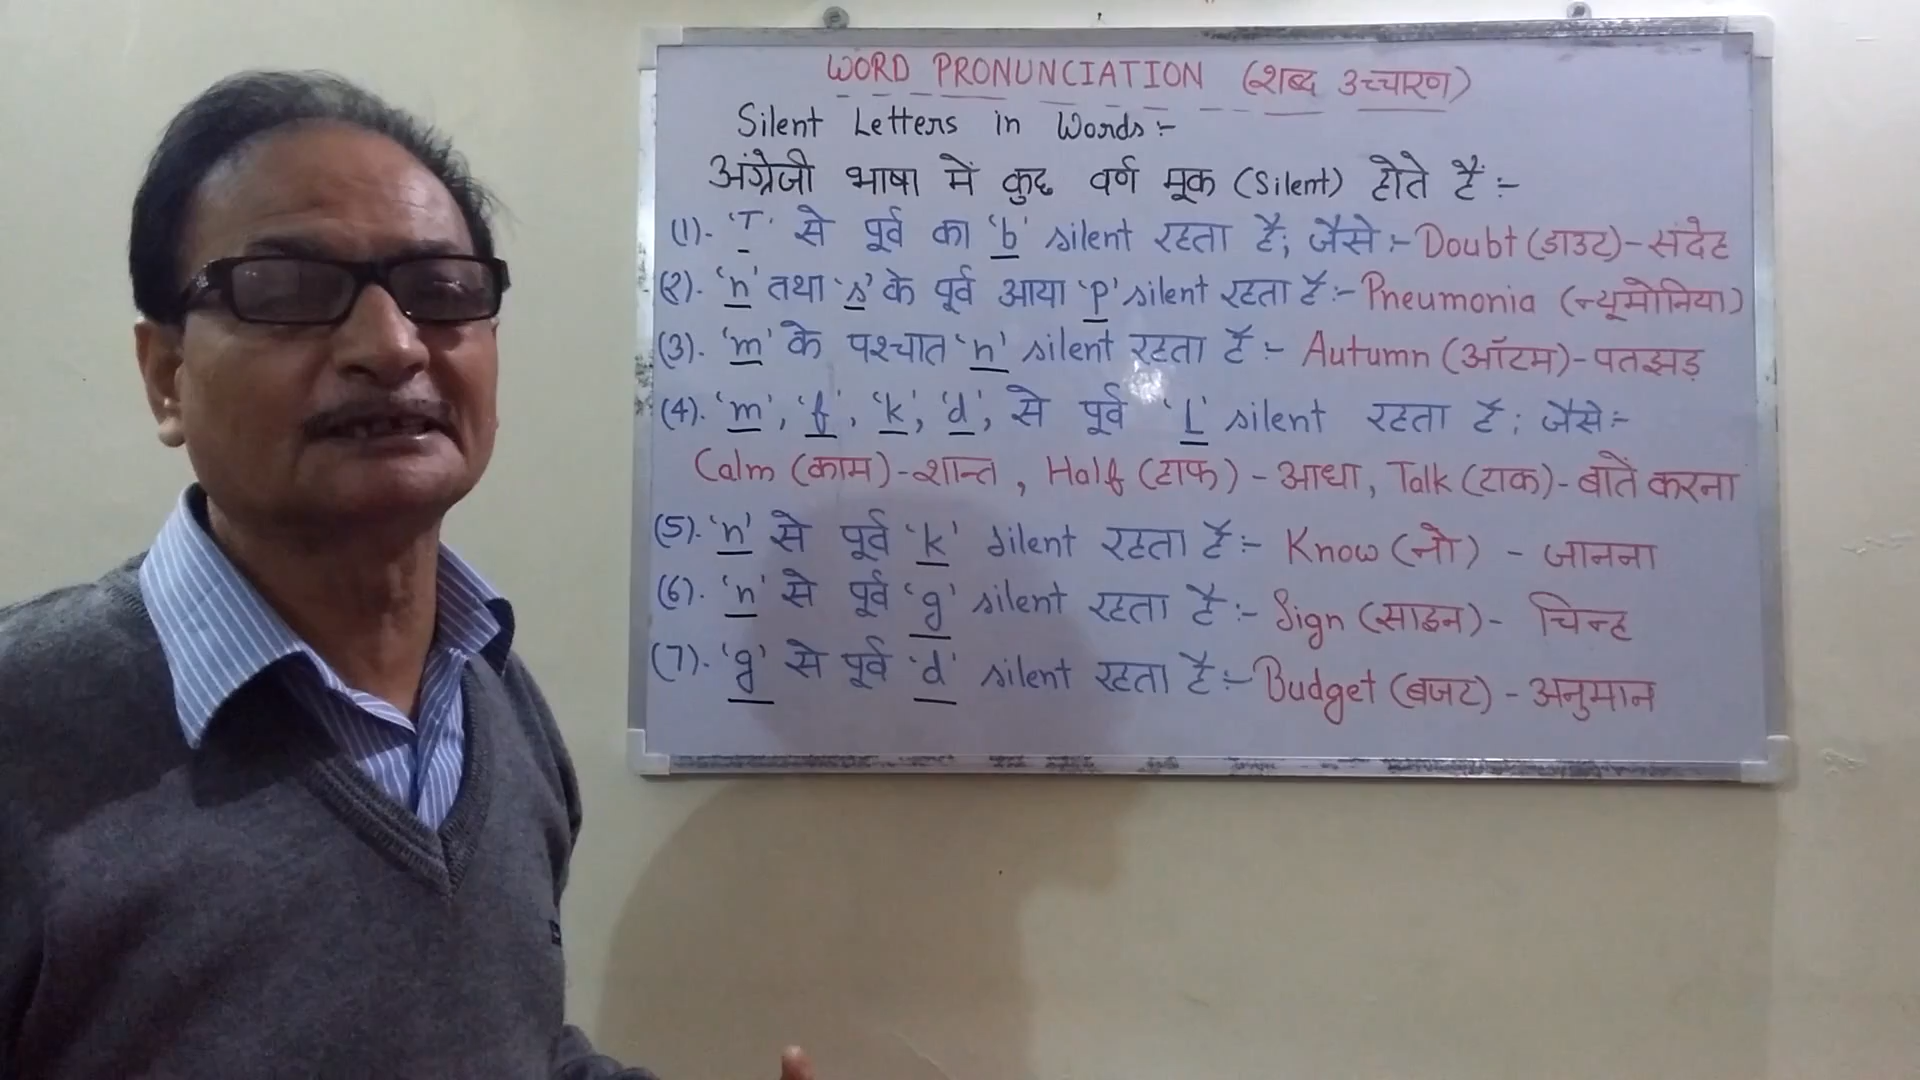 WORD PRONUNCIATION (शब्द उच्चारण)
Silent Letters in Words:-
अंग्रेजी भाषा में कुछ वर्ण मूक (Silent) होते हैं:-
(1). 'T' से पूर्व का 'b' silent रहता है; जैसे:- Doubt (डाउट)-संदेह
(2). 'n' तथा 's' के पूर्व आया 'p' silent रहता है:- Pneumonia (न्यूमोनिया)
(3). 'm' के पश्चात 'n' silent रहता है:- Autumn (ऑटम)-पतझड़
(4). 'm', 'f', 'k', 'd', से पूर्व 'L' silent रहता है; जैसे:-
Calm (काम)-शान्त, Half (हाफ)-आधा, Talk (टाक)-बातें करना
(5). 'n' से पूर्व 'k' silent रहता है:- Know (नो) - जानना
(6). 'n' से पूर्व 'g' silent रहता है:- Sign (साइन)- चिन्ह
(7). 'g' से पूर्व 'd' silent रहता है:- Budget (बजट) - अनुमान